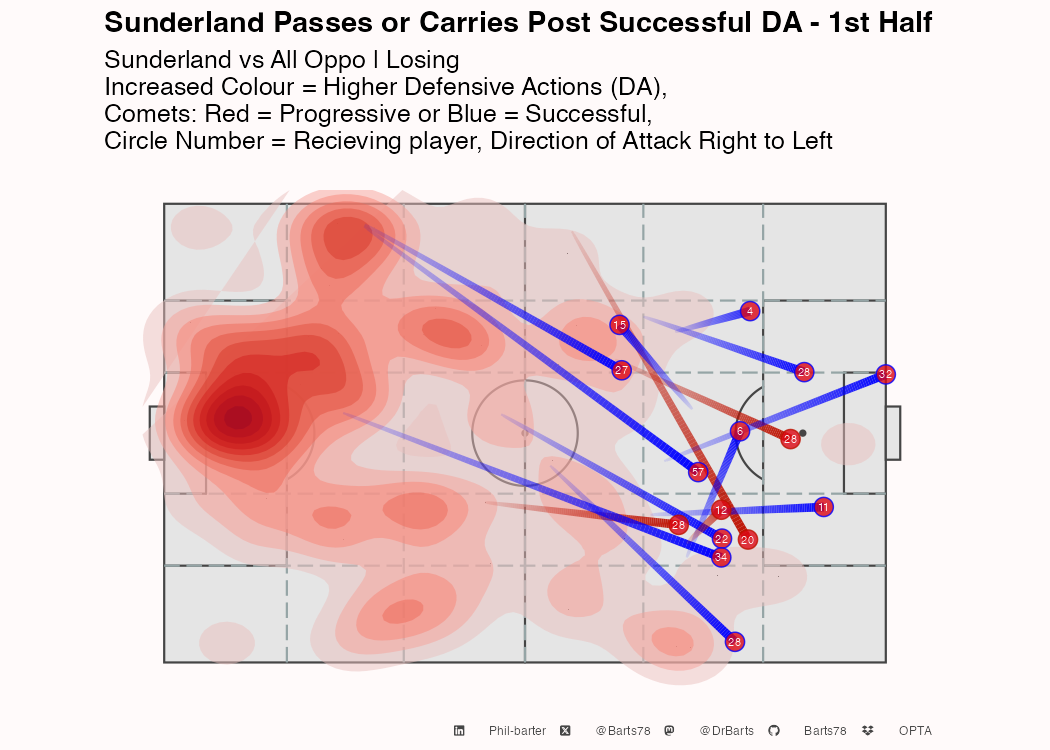 Sunderland Passes or Carries Post Successful DA - 1st Half
Sunderland vs All Oppo | Losing
Increased Colour = Higher Defensive Actions (DA),
Comets: Red = Progressive or Blue = Successful,
Circle Number = Recieving player, Direction of Attack Right to Left
4
15
27
28
32
6
28
57
11
12
28
22
20
34
28
Phil-barter @Barts78 @DrBarts Barts78 OPTA